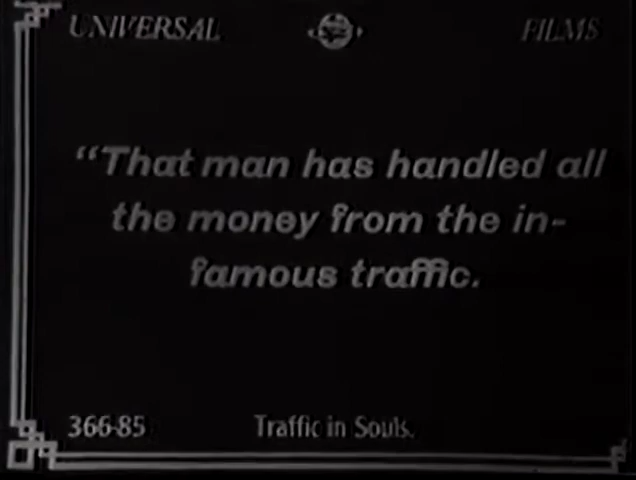 UNIVERSAL FILMS
“That man has handled all
the money from the in-
famous traffic.
366-85 Traffic in Souls.